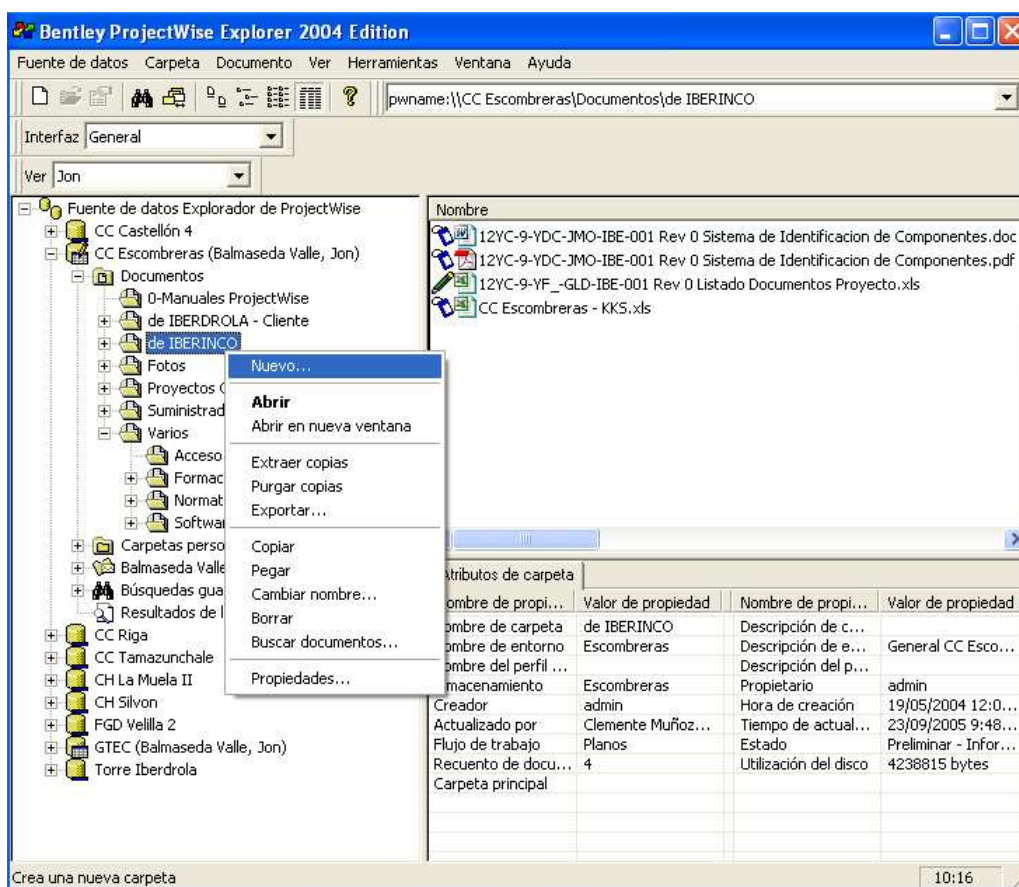 Bentley ProjectWise Explorer 2004 Edition
Fuente de datos Carpeta Documento Ver Herramientas Ventana Ayuda
pwname:\\CC Escombreras\Documentos\de IBERINCO
Interfaz General
Ver Jon
Fuente de datos Explorador de ProjectWise
CC Castellón 4
CC Escombreras (Balmaseda Valle, Jon)
Documentos
0-Manuales ProjectWise
de IBERDROLA - Cliente
de IBERINCO
Fotos
Proyectos
Suministrad
Varios
Acceso
Formac
Normat
Softwar
Carpetas perso
Balmaseda Valle
Búsquedas gua
Resultados de l
CC Riga
CC Tamazunchale
CH La Muela II
CH Silvon
FGD Velilla 2
GTEC (Balmaseda Valle, Jon)
Torre Iberdrola
Nuevo...
Abrir
Abrir en nueva ventana
Extraer copias
Purgar copias
Exportar...
Copiar
Pegar
Cambiar nombre...
Borrar
Buscar documentos...
Propiedades...
Nombre
12YC-9-YDC-JMO-IBE-001 Rev 0 Sistema de Identificacion de Componentes.doc
12YC-9-YDC-JMO-IBE-001 Rev 0 Sistema de Identificacion de Componentes.pdf
12YC-9-YF_-GLD-IBE-001 Rev 0 Listado Documentos Proyecto.xls
CC Escombreras - KKS.xls
Atributos de carpeta
ombre de propi... Valor de propiedad Nombre de propi... Valor de propiedad
ombre de carpeta de IBERINCO Descripción de c...
ombre de entorno Escombreras Descripción de e... General CC Esco...
ombre del perfil ... Descripción del p...
macenamiento Escombreras Propietario admin
Creador admin Hora de creación 19/05/2004 12:0...
Actualizado por Clemente Muñoz... Tiempo de actual... 23/09/2005 9:48...
Flujo de trabajo Planos Estado Preliminar - Infor...
Recuento de docu... 4 Utilización del disco 4238815 bytes
Carpeta principal
Crea una nueva carpeta 10:16